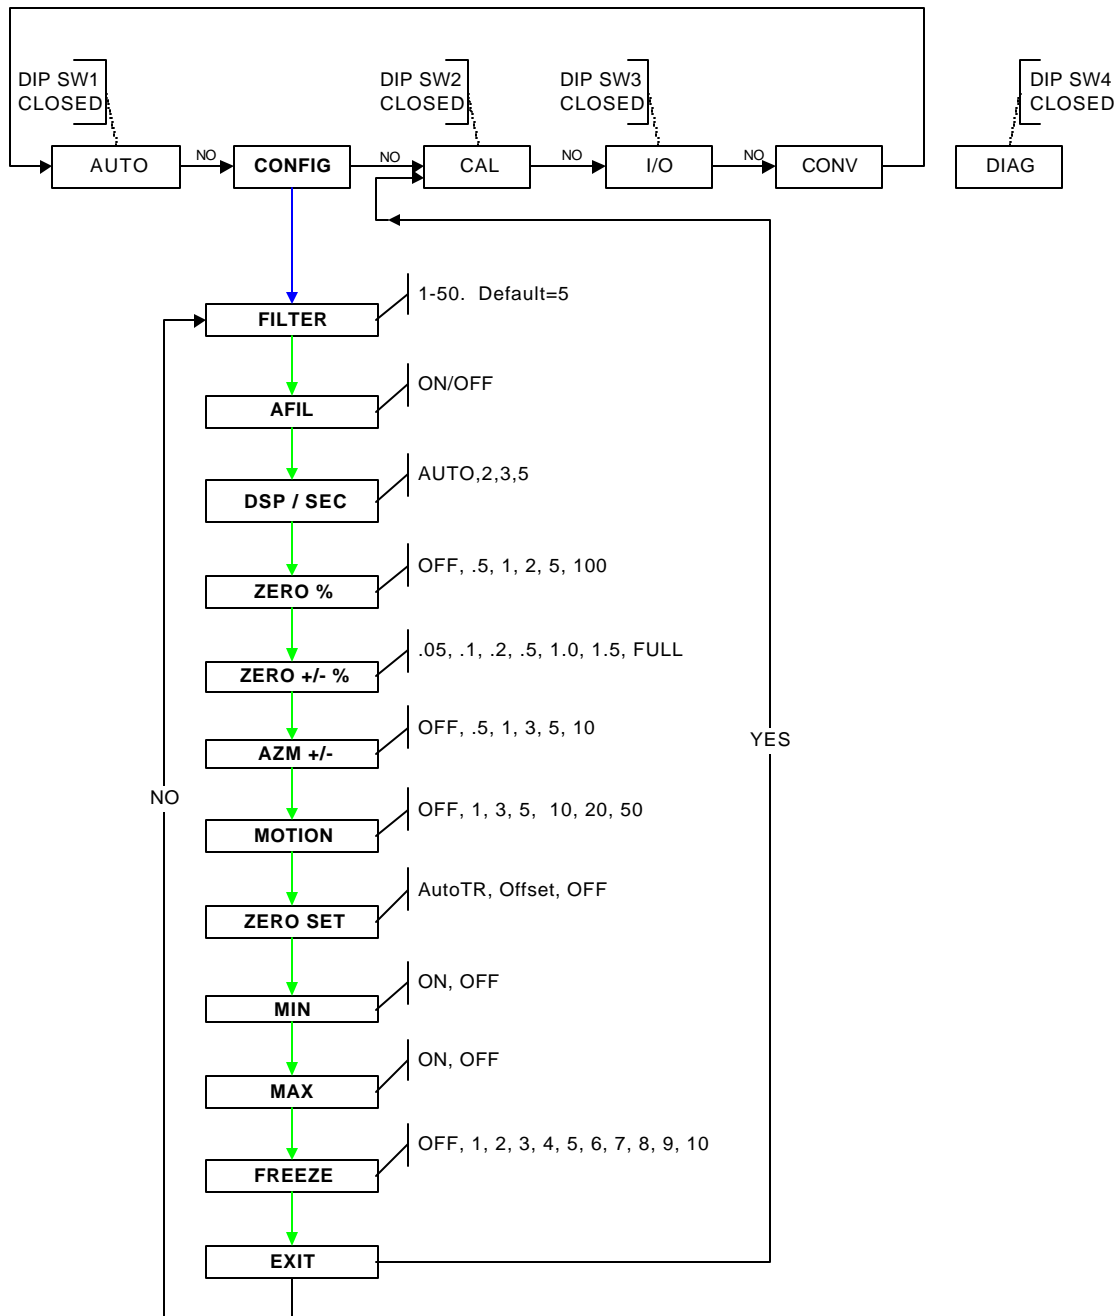 DIP SW1
CLOSED
DIP SW2
CLOSED
DIP SW3
CLOSED
DIP SW4
CLOSED
AUTO
NO
CONFIG
NO
CAL
NO
I/O
NO
CONV
DIAG
1-50. Default=5
FILTER
ON/OFF
AFIL
AUTO,2,3,5
DSP / SEC
OFF, .5, 1, 2, 5, 100
ZERO %
.05, .1, .2, .5, 1.0, 1.5, FULL
ZERO +/- %
OFF, .5, 1, 3, 5, 10
AZM +/-
YES
NO
OFF, 1, 3, 5, 10, 20, 50
MOTION
AutoTR, Offset, OFF
ZERO SET
ON, OFF
MIN
ON, OFF
MAX
OFF, 1, 2, 3, 4, 5, 6, 7, 8, 9, 10
FREEZE
EXIT